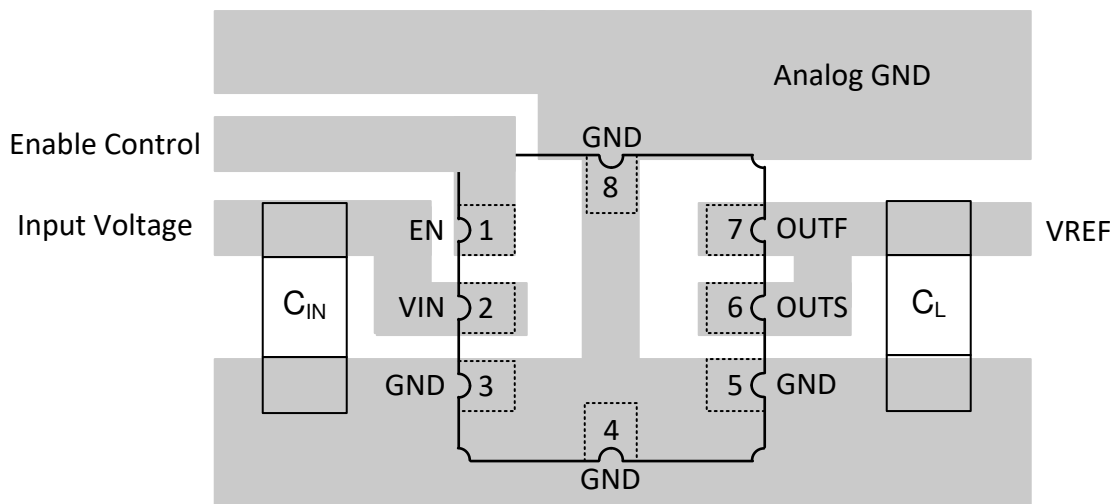 Analog GND
Enable Control
GND
8
Input Voltage
EN 1
7 OUTF
VREF
CIN
VIN 2
6 OUTS
CL
GND 3
5 GND
4
GND